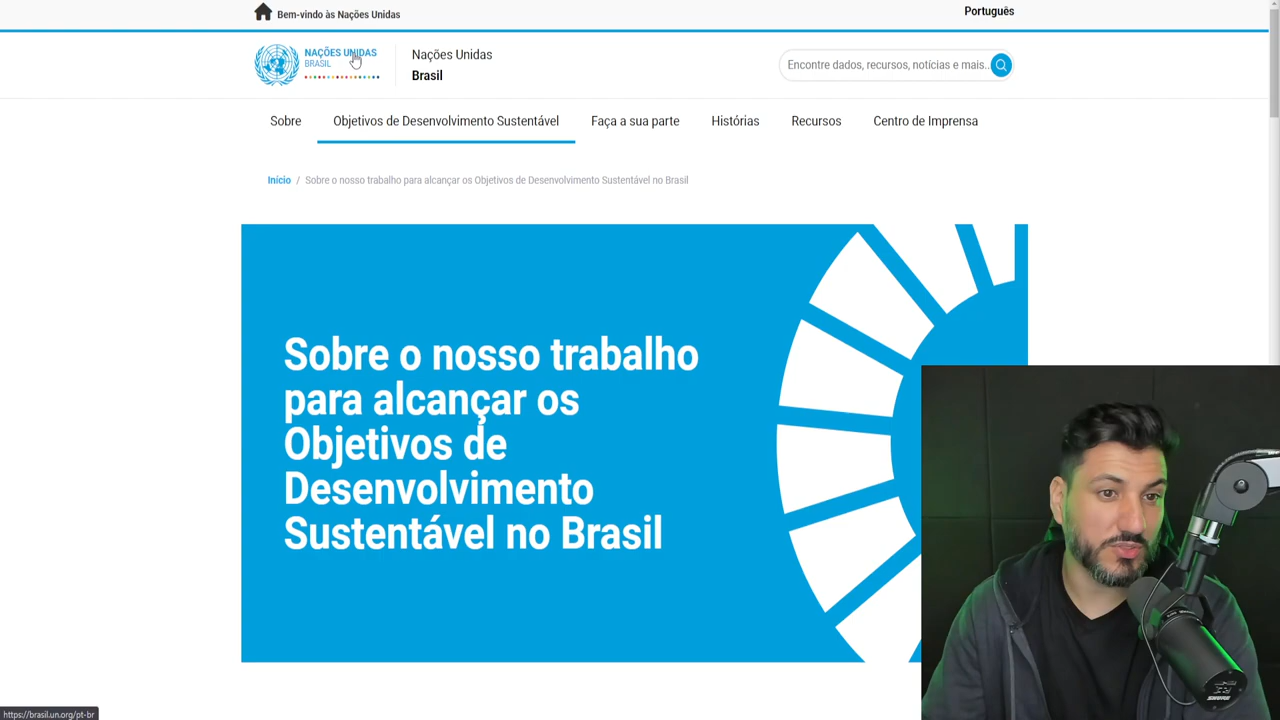 Bem-vindo às Nações Unidas
Português
NAÇÕES UNIDAS
BRASIL
Nações Unidas
Brasil
Encontre dados, recursos, notícias e mais..
Sobre
Objetivos de Desenvolvimento Sustentável
Faça a sua parte
Histórias
Recursos
Centro de Imprensa
Início / Sobre o nosso trabalho para alcançar os Objetivos de Desenvolvimento Sustentável no Brasil
Sobre o nosso trabalho
para alcançar os
Objetivos de
Desenvolvimento
Sustentável no Brasil
SHURE
https://brasil.un.org/pt-br